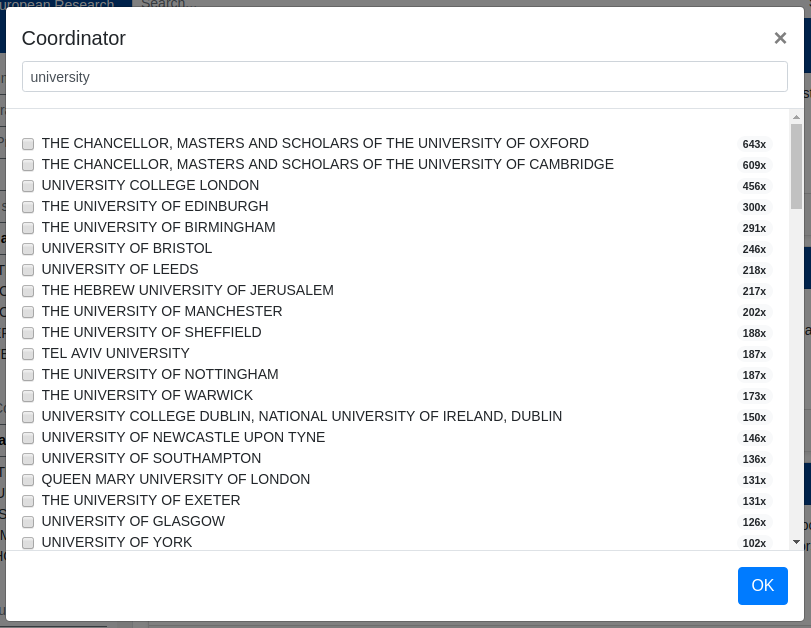 uropean Research
Search...
Coordinator ×
university
THE CHANCELLOR, MASTERS AND SCHOLARS OF THE UNIVERSITY OF OXFORD 643x
THE CHANCELLOR, MASTERS AND SCHOLARS OF THE UNIVERSITY OF CAMBRIDGE 609x
UNIVERSITY COLLEGE LONDON 456x
THE UNIVERSITY OF EDINBURGH 300x
THE UNIVERSITY OF BIRMINGHAM 291x
UNIVERSITY OF BRISTOL 246x
UNIVERSITY OF LEEDS 218x
THE HEBREW UNIVERSITY OF JERUSALEM 217x
THE UNIVERSITY OF MANCHESTER 202x
THE UNIVERSITY OF SHEFFIELD 188x
TEL AVIV UNIVERSITY 187x
THE UNIVERSITY OF NOTTINGHAM 187x
THE UNIVERSITY OF WARWICK 173x
UNIVERSITY COLLEGE DUBLIN, NATIONAL UNIVERSITY OF IRELAND, DUBLIN 150x
UNIVERSITY OF NEWCASTLE UPON TYNE 146x
UNIVERSITY OF SOUTHAMPTON 136x
QUEEN MARY UNIVERSITY OF LONDON 131x
THE UNIVERSITY OF EXETER 131x
UNIVERSITY OF GLASGOW 126x
UNIVERSITY OF YORK 102x
OK